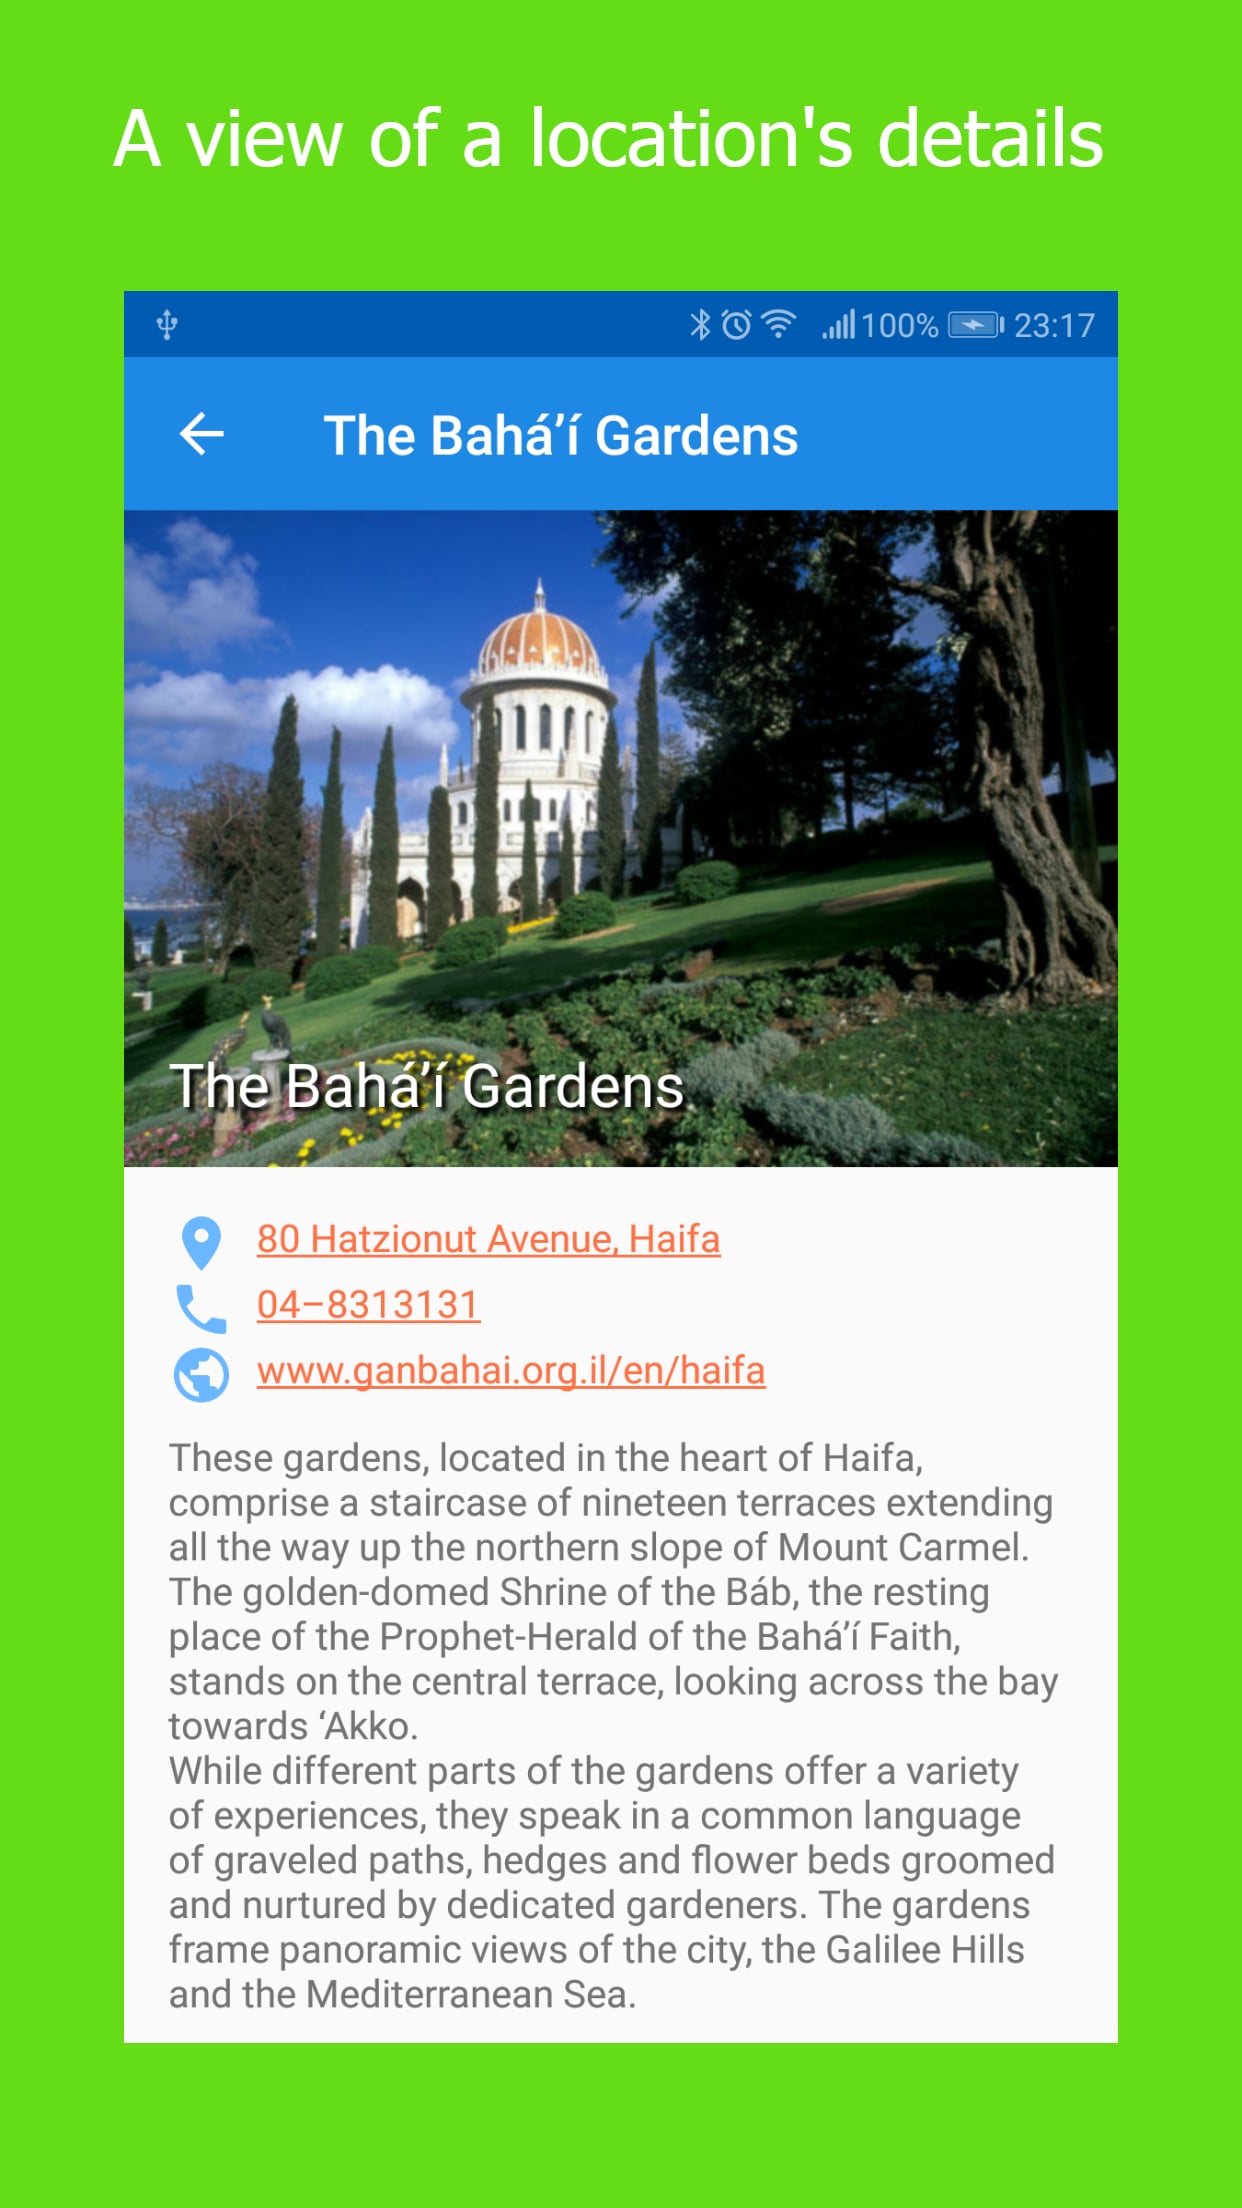 A view of a location's details
100% 23:17
The Bahá’í Gardens
The Bahá’í Gardens
80 Hatzionut Avenue, Haifa
04–8313131
www.ganbahai.org.il/en/haifa
These gardens, located in the heart of Haifa,
comprise a staircase of nineteen terraces extending
all the way up the northern slope of Mount Carmel.
The golden-domed Shrine of the Báb, the resting
place of the Prophet-Herald of the Bahá’í Faith,
stands on the central terrace, looking across the bay
towards ‘Akko.
While different parts of the gardens offer a variety
of experiences, they speak in a common language
of graveled paths, hedges and flower beds groomed
and nurtured by dedicated gardeners. The gardens
frame panoramic views of the city, the Galilee Hills
and the Mediterranean Sea.